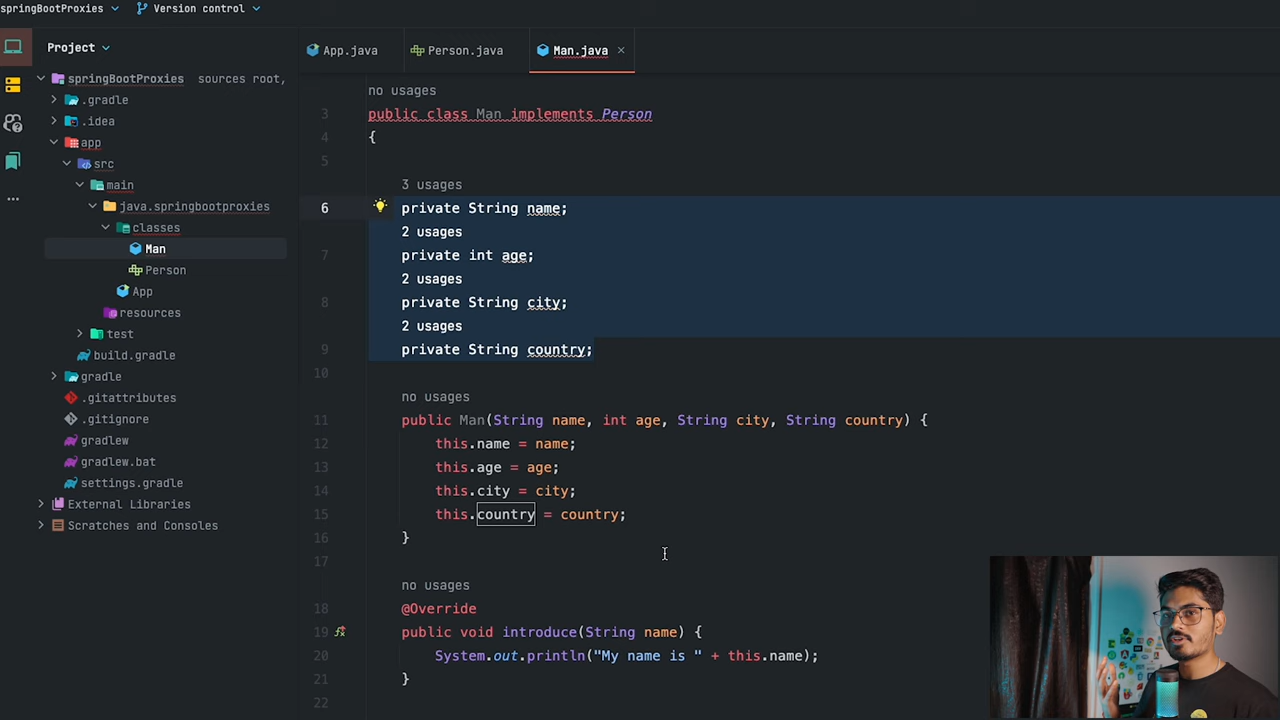 springBootProxies
Version control
Project
App.java
Person.java
Man.java
springBootProxies sources root,
.gradle
.idea
app
src
main
java.springbootproxies
classes
Man
Person
App
resources
test
build.gradle
gradle
.gitattributes
.gitignore
gradlew
gradlew.bat
settings.gradle
External Libraries
Scratches and Consoles
no usages
3 public class Man implements Person
4 {
5
3 usages
6 private String name;
2 usages
7 private int age;
2 usages
8 private String city;
2 usages
9 private String country;
10
no usages
11 public Man(String name, int age, String city, String country) {
12 this.name = name;
13 this.age = age;
14 this.city = city;
15 this.country = country;
16 }
17
no usages
18 @Override
19 public void introduce(String name) {
20 System.out.println("My name is " + this.name);
21 }
22